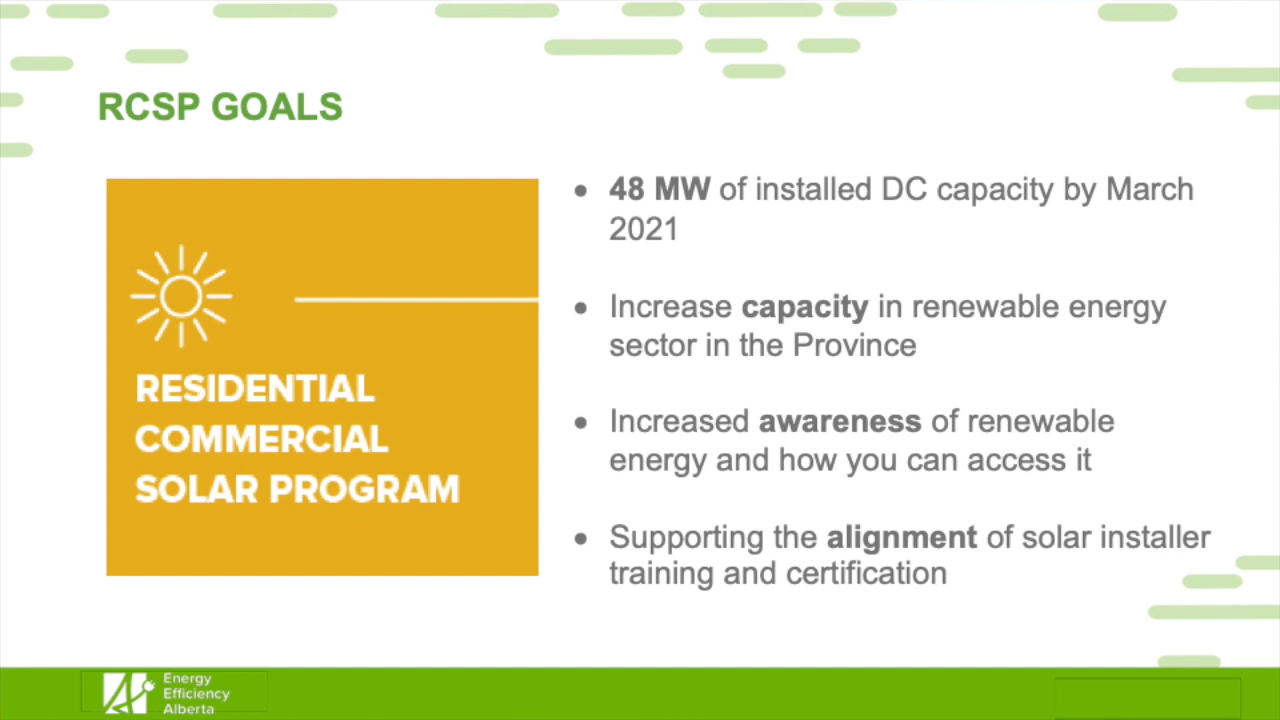 RCSP GOALS
RESIDENTIAL
COMMERCIAL
SOLAR PROGRAM
• 48 MW of installed DC capacity by March
2021
• Increase capacity in renewable energy
sector in the Province
• Increased awareness of renewable
energy and how you can access it
• Supporting the alignment of solar installer
training and certification
Energy
Efficiency
Alberta